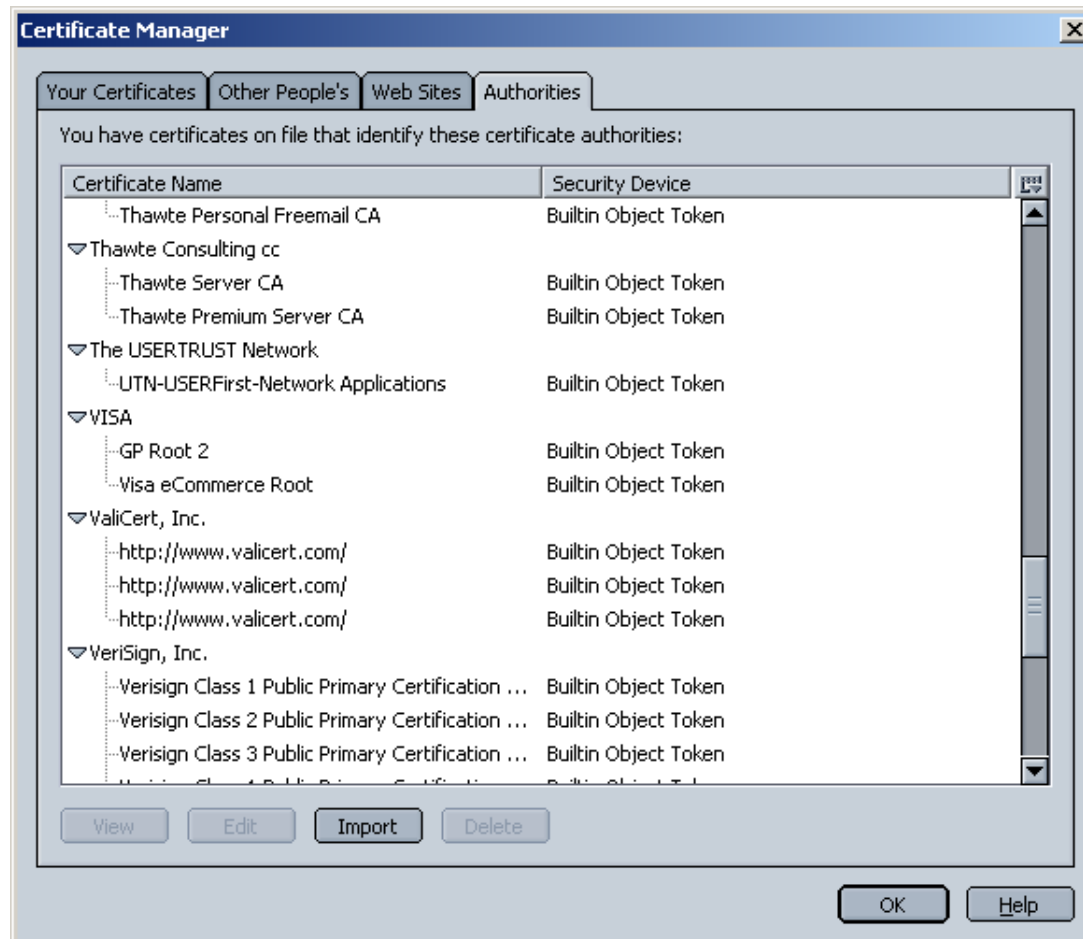 Certificate Manager
Your Certificates Other People's Web Sites Authorities
You have certificates on file that identify these certificate authorities:
Certificate Name Security Device
Thawte Personal Freemail CA Builtin Object Token
Thawte Consulting cc
Thawte Server CA Builtin Object Token
Thawte Premium Server CA Builtin Object Token
The USERTRUST Network
UTN-USERFirst-Network Applications Builtin Object Token
VISA
GP Root 2 Builtin Object Token
Visa eCommerce Root Builtin Object Token
ValiCert, Inc.
http://www.valicert.com/ Builtin Object Token
http://www.valicert.com/ Builtin Object Token
http://www.valicert.com/ Builtin Object Token
VeriSign, Inc.
Verisign Class 1 Public Primary Certification ... Builtin Object Token
Verisign Class 2 Public Primary Certification ... Builtin Object Token
Verisign Class 3 Public Primary Certification ... Builtin Object Token
View Edit Import Delete
OK Help